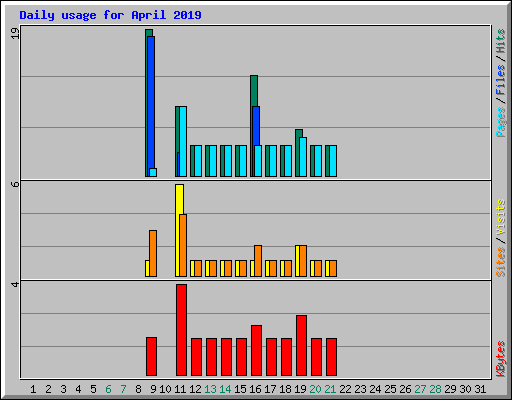 Daily usage for April 2019
19
6
4
Pages / Files / Hits
Sites / Visits
KBytes
1 2 3 4 5 6 7 8 9 10 11 12 13 14 15 16 17 18 19 20 21 22 23 24 25 26 27 28 29 30 31